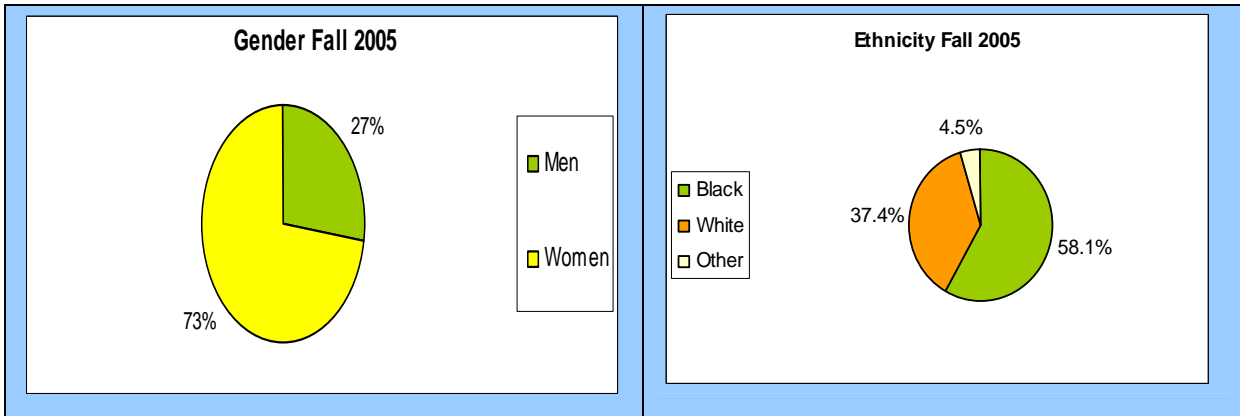 Gender Fall 2005
27%
Men
Women
73%
Ethnicity Fall 2005
4.5%
Black
White
Other
37.4%
58.1%